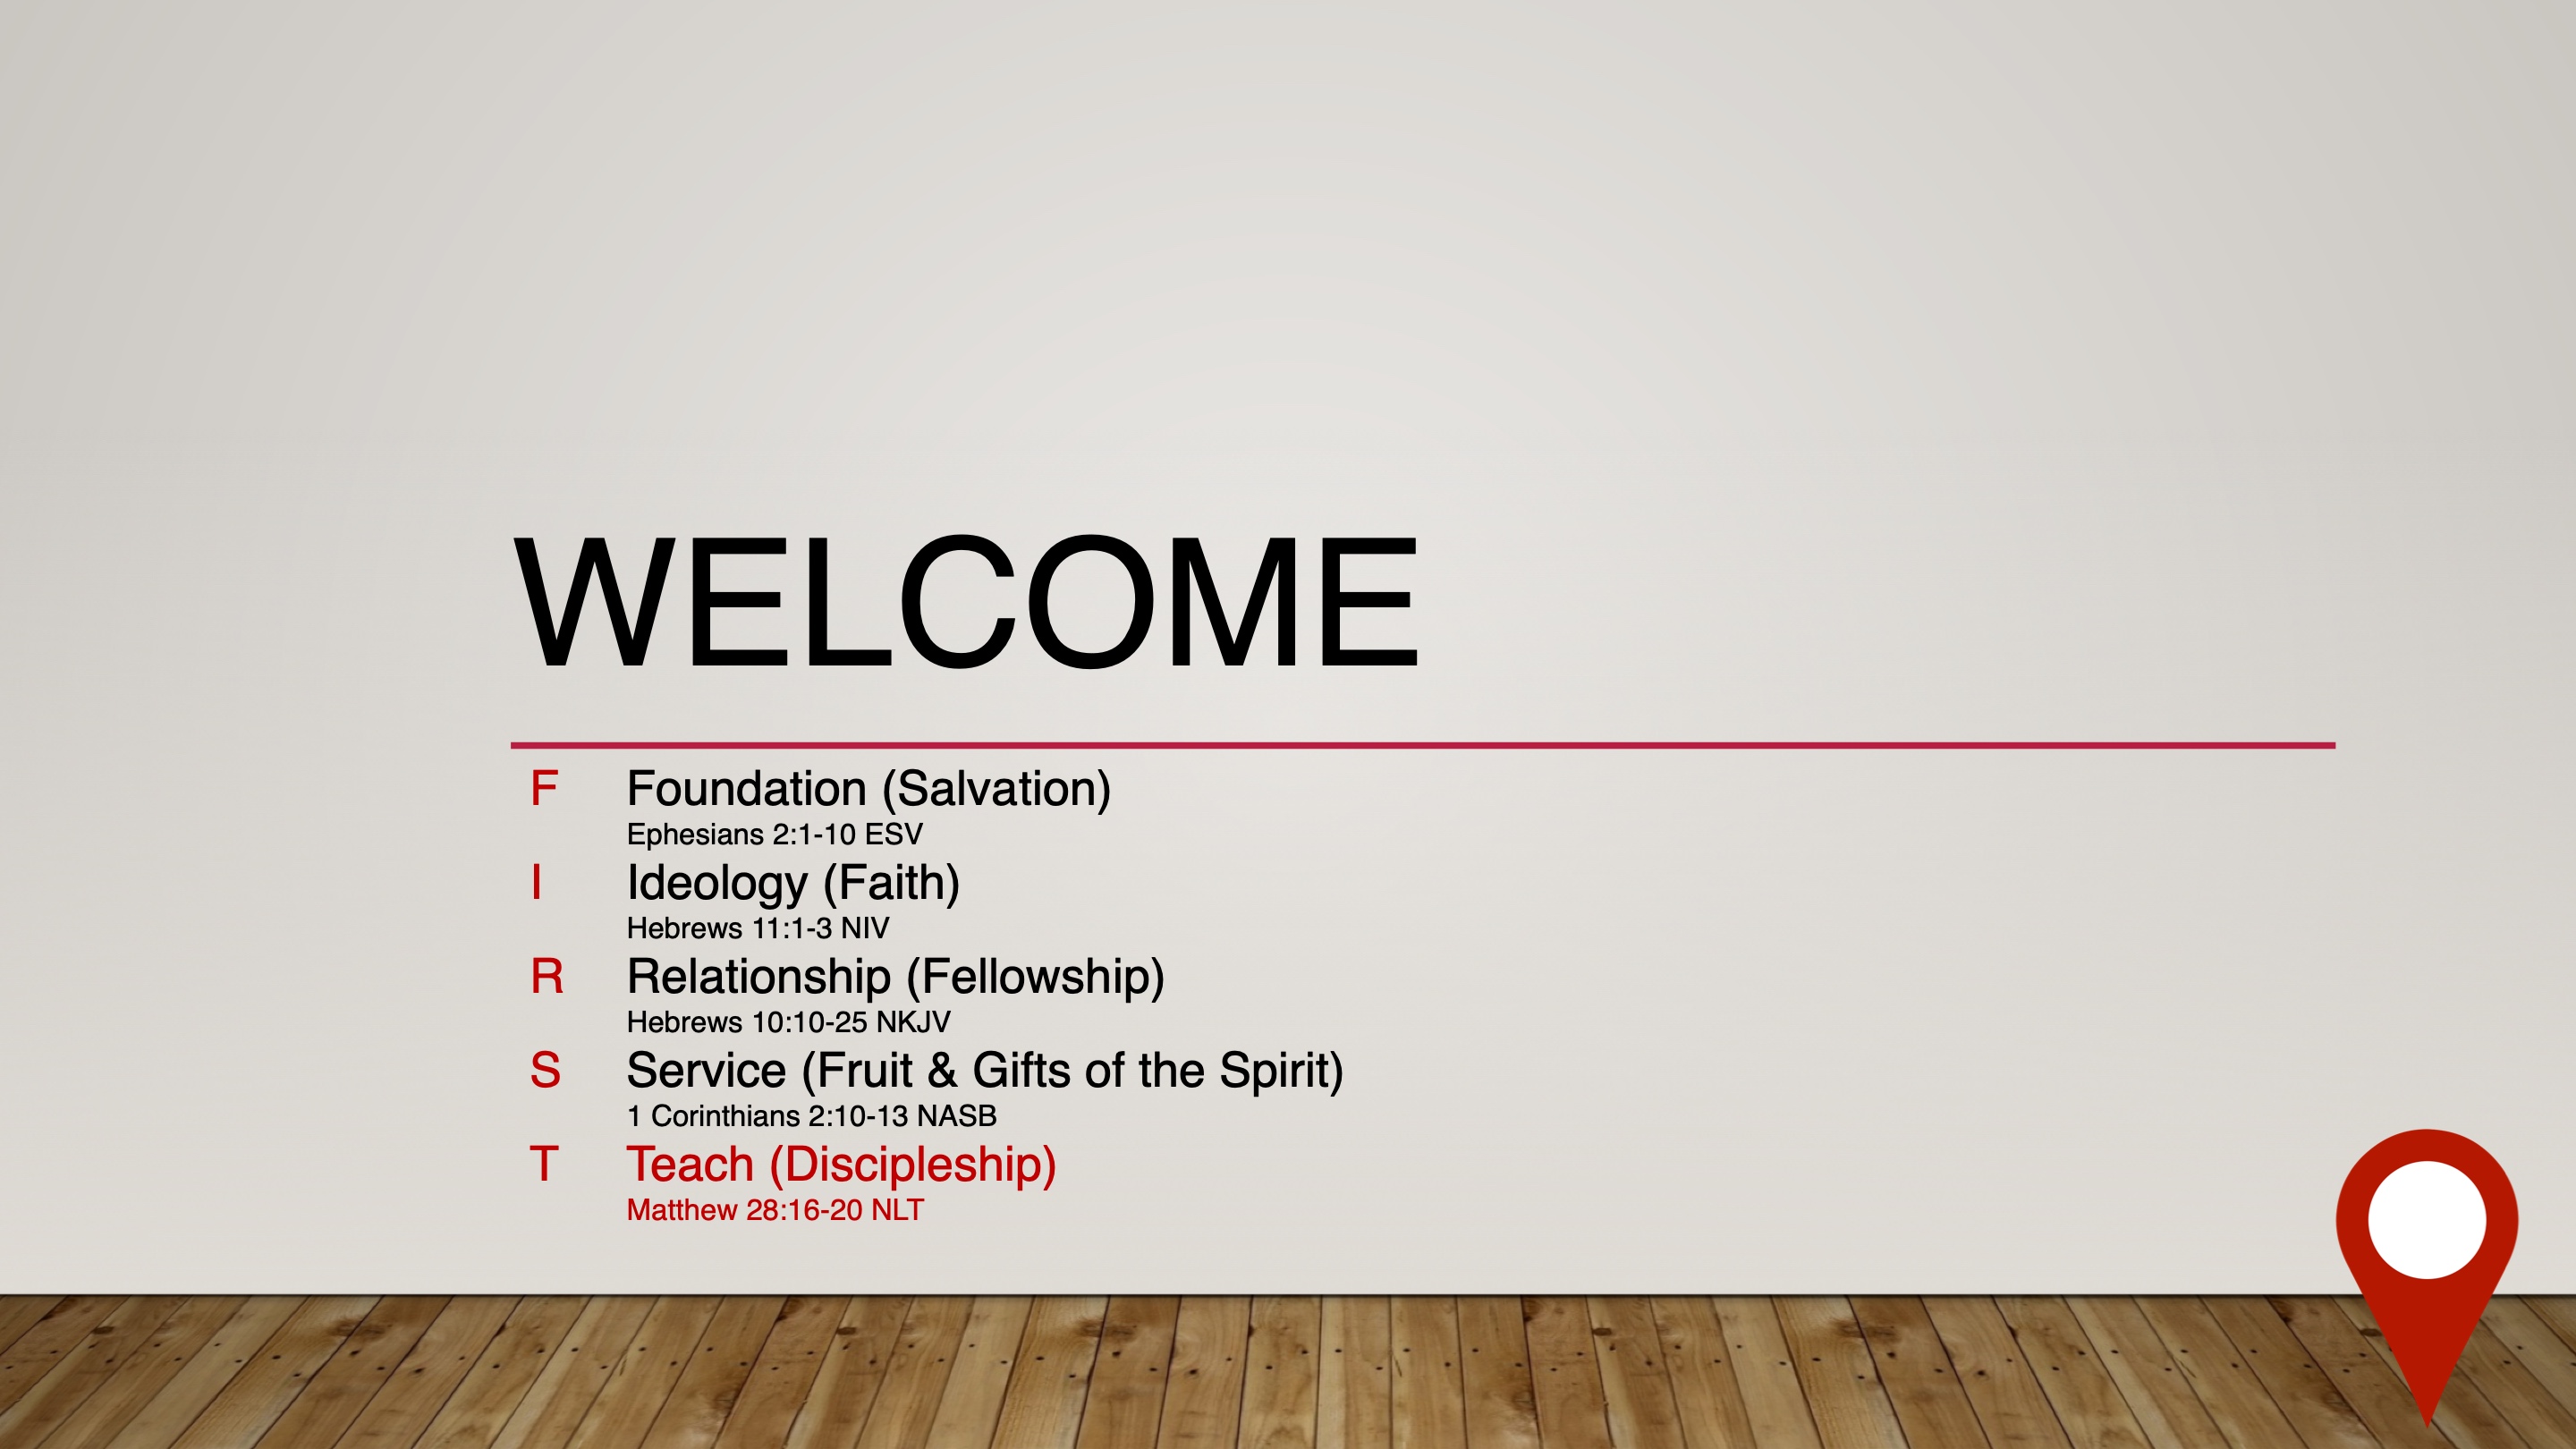 WELCOME
F Foundation (Salvation)
Ephesians 2:1-10 ESV
I Ideology (Faith)
Hebrews 11:1-3 NIV
R Relationship (Fellowship)
Hebrews 10:10-25 NKJV
S Service (Fruit & Gifts of the Spirit)
1 Corinthians 2:10-13 NASB
T Teach (Discipleship)
Matthew 28:16-20 NLT